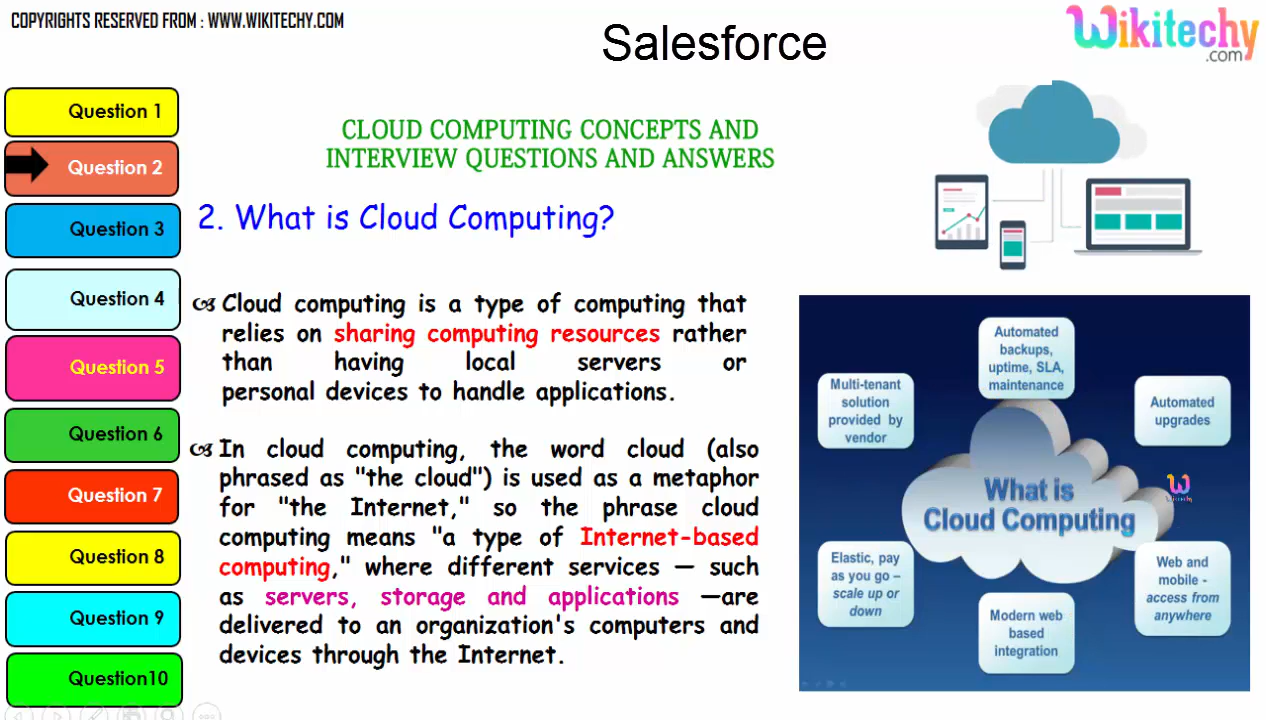 COPYRIGHTS RESERVED FROM : WWW.WIKITECHY.COM
Salesforce
Wikitechy
.com
Question 1
Question 2
Question 3
Question 4
Question 5
Question 6
Question 7
Question 8
Question 9
Question10
CLOUD COMPUTING CONCEPTS AND
INTERVIEW QUESTIONS AND ANSWERS
2. What is Cloud Computing?
Cloud computing is a type of computing that
relies on sharing computing resources rather
than having local servers or
personal devices to handle applications.
In cloud computing, the word cloud (also
phrased as "the cloud") is used as a metaphor
for "the Internet," so the phrase cloud
computing means "a type of Internet-based
computing," where different services — such
as servers, storage and applications —are
delivered to an organization's computers and
devices through the Internet.
Automated
backups,
uptime, SLA,
maintenance
Multi-tenant
solution
provided by
vendor
Automated
upgrades
What is
Cloud Computing
W
Wikitechy
Elastic, pay
as you go –
scale up or
down
Web and
mobile -
access from
anywhere
Modern web
based
integration